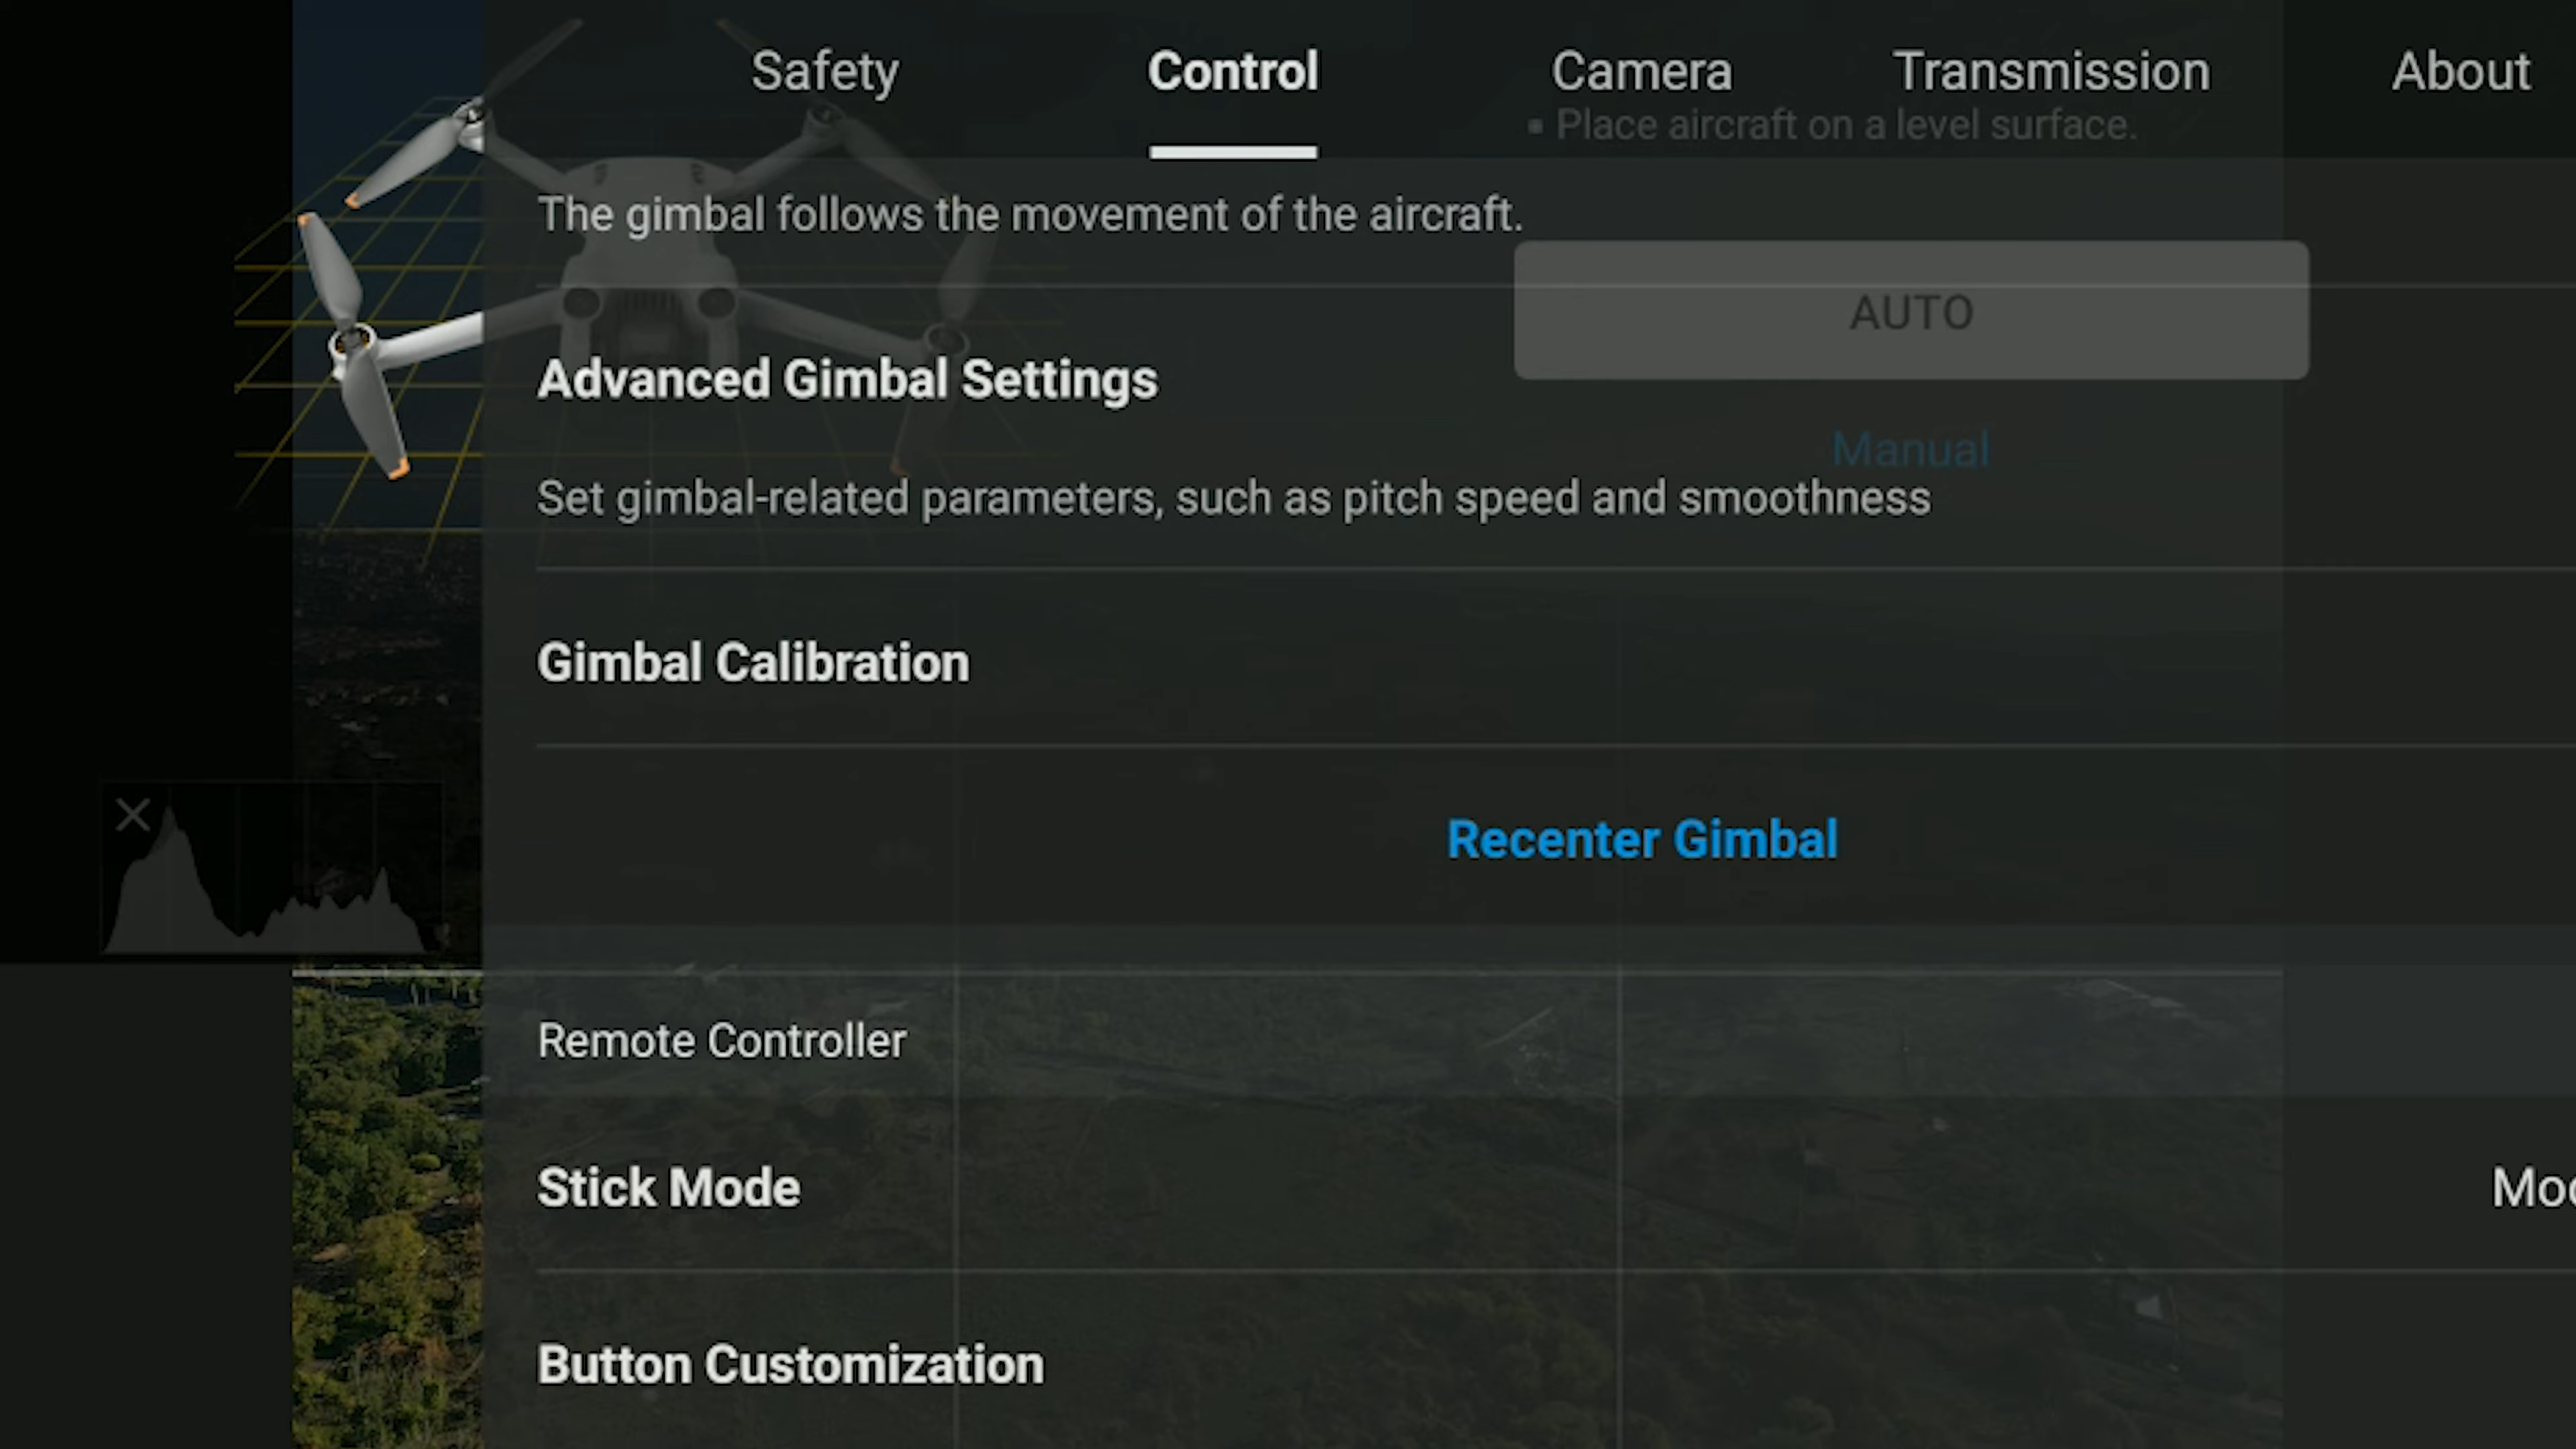 Safety Control Camera Transmission About
▪ Place aircraft on a level surface.
The gimbal follows the movement of the aircraft.
AUTO
Advanced Gimbal Settings
Manual
Set gimbal-related parameters, such as pitch speed and smoothness
Gimbal Calibration
Recenter Gimbal
Remote Controller
Stick Mode
Button Customization